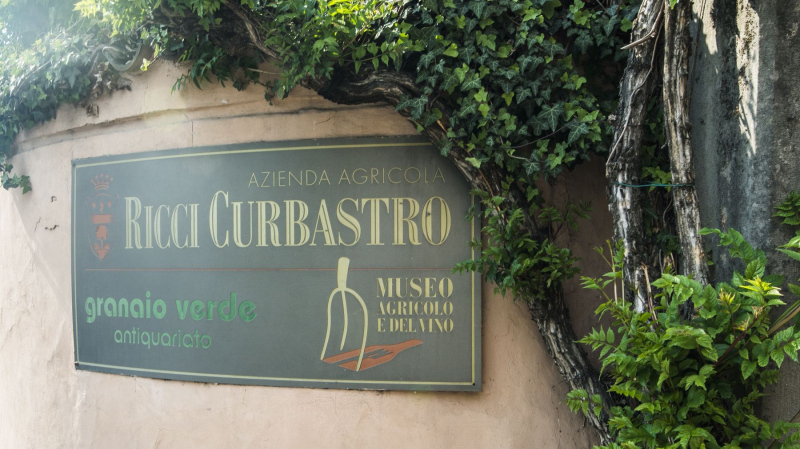 AZIENDA AGRICOLA
RICCI CURBASTRO
granaio verde
antiquariato
MUSEO
AGRICOLO
E DEL VINO